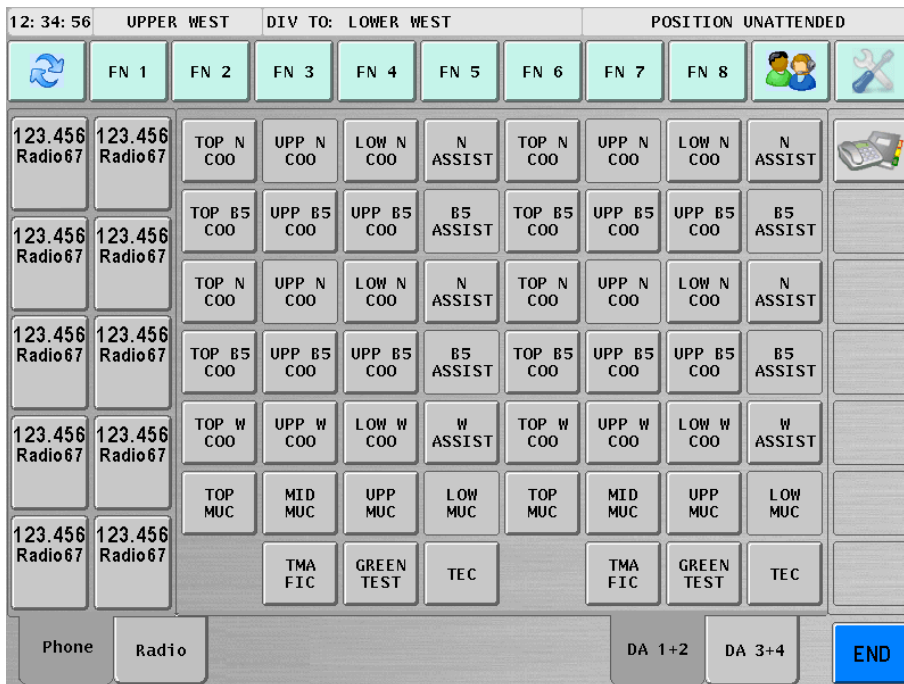 12: 34: 56 UPPER WEST DIV TO: LOWER WEST POSITION UNATTENDED
FN 1 FN 2 FN 3 FN 4 FN 5 FN 6 FN 7 FN 8
123.456 123.456
Radio67 Radio67
123.456 123.456
Radio67 Radio67
123.456 123.456
Radio67 Radio67
123.456 123.456
Radio67 Radio67
123.456 123.456
Radio67 Radio67
TOP N UPP N LOW N N TOP N UPP N LOW N N
COO COO COO ASSIST COO COO COO ASSIST
TOP B5 UPP B5 UPP B5 B5 TOP B5 UPP B5 UPP B5 B5
COO COO COO ASSIST COO COO COO ASSIST
TOP N UPP N LOW N N TOP N UPP N LOW N N
COO COO COO ASSIST COO COO COO ASSIST
TOP B5 UPP B5 UPP B5 B5 TOP B5 UPP B5 UPP B5 B5
COO COO COO ASSIST COO COO COO ASSIST
TOP W UPP W LOW W W TOP W UPP W LOW W W
COO COO COO ASSIST COO COO COO ASSIST
TOP MID UPP LOW TOP MID UPP LOW
MUC MUC MUC MUC MUC MUC MUC MUC
TMA GREEN TEC TMA GREEN TEC
FIC TEST FIC TEST
Phone Radio DA 1+2 DA 3+4 END